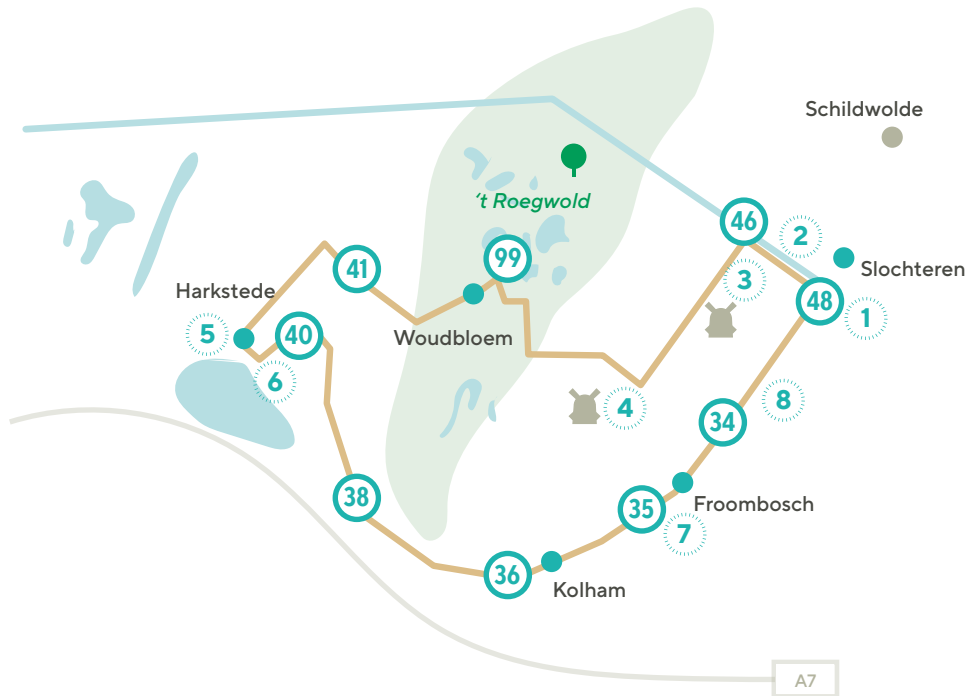 Schildwolde
't Roegwold
46
2
99
41
Slochteren
3
Harkstede
48
1
5
40
Woudbloem
6
4
8
34
38
Froombosch
35
7
36
Kolham
A7